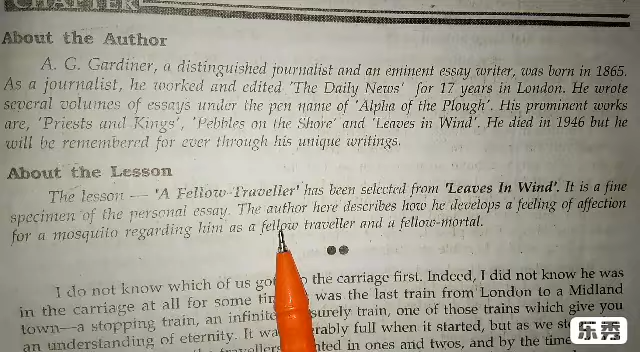 CHAPTER
About the Author
A. G. Gardiner, a distinguished journalist and an eminent essay writer, was born in 1865.
As a journalist, he worked and edited 'The Daily News' for 17 years in London. He wrote
several volumes of essays under the pen name of 'Alpha of the Plough'. His prominent works
are, 'Priests and Kings', 'Pebbles on the Shore' and 'Leaves in Wind'. He died in 1946 but he
will be remembered for ever through his unique writings.
About the Lesson
The lesson — 'A Fellow-Traveller' has been selected from 'Leaves In Wind'. It is a fine
specimen of the personal essay. The author here describes how he develops a feeling of affection
for a mosquito regarding him as a fellow traveller and a fellow-mortal.
I do not know which of us got the carriage first. Indeed, I did not know he was
in the carriage at all for some was the last train from London to a Midland
town—a stopping train, an infinite train, one of those trains which give you
an understanding of eternity. It full when it started, but as we
in ones and twos, and by the time
乐秀